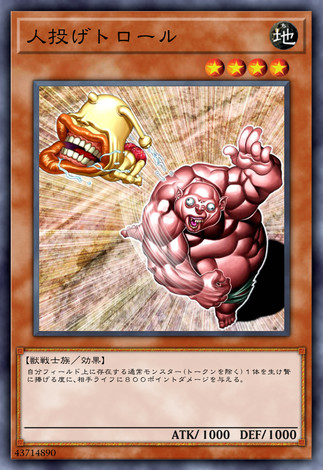 人投げトロール
地
【獣戦士族/効果】
自分フィールド上に存在する通常モンスター(トークンを除く)1体を生け贄
に捧げる度に、相手ライフに800ポイントダメージを与える。
ATK/ 1000 DEF/ 1000
43714890